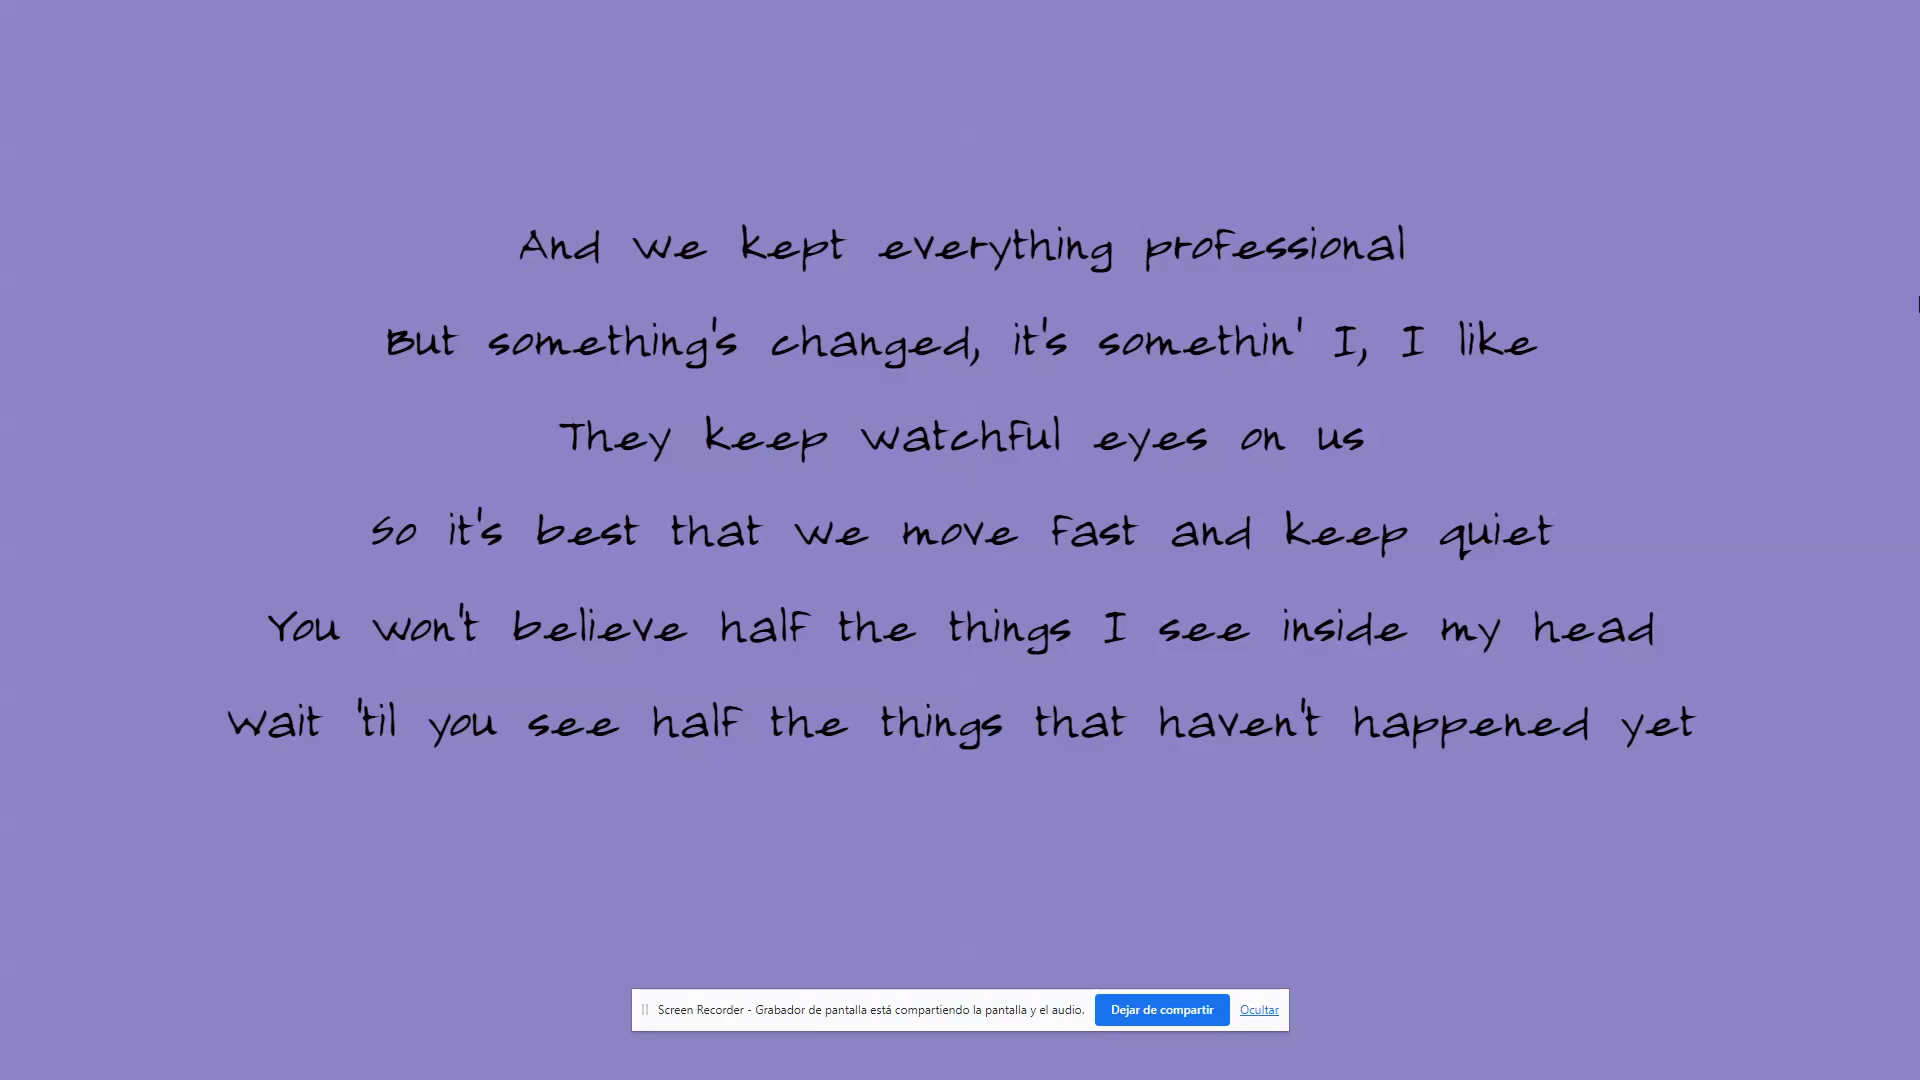 And we kept everything professional
But something's changed, it's somethin' I, I like
They keep watchful eyes on us
So it's best that we move fast and keep quiet
You won't believe half the things I see inside my head
Wait 'til you see half the things that haven't happened yet
Screen Recorder - Grabador de pantalla está compartiendo la pantalla y el audio. Dejar de compartir Ocultar